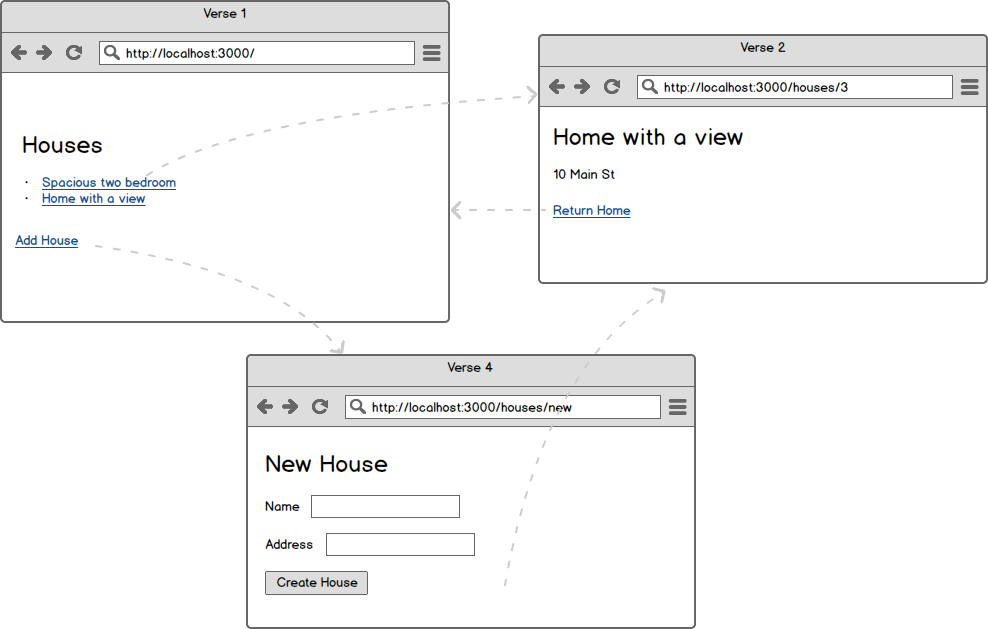 Verse 1
http://localhost:3000/
Houses
· Spacious two bedroom
· Home with a view
Add House
Verse 2
http://localhost:3000/houses/3
Home with a view
10 Main St
Return Home
Verse 4
http://localhost:3000/houses/new
New House
Name
Address
Create House